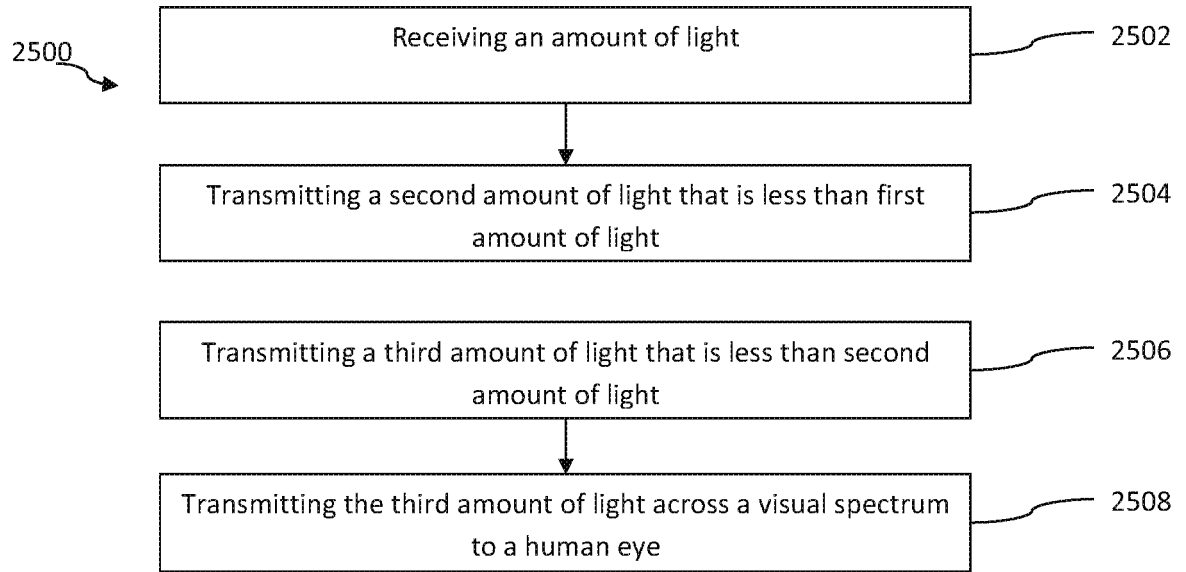 2500
Receiving an amount of light
2502
Transmitting a second amount of light that is less than first
amount of light
2504
Transmitting a third amount of light that is less than second
amount of light
2506
Transmitting the third amount of light across a visual spectrum
to a human eye
2508